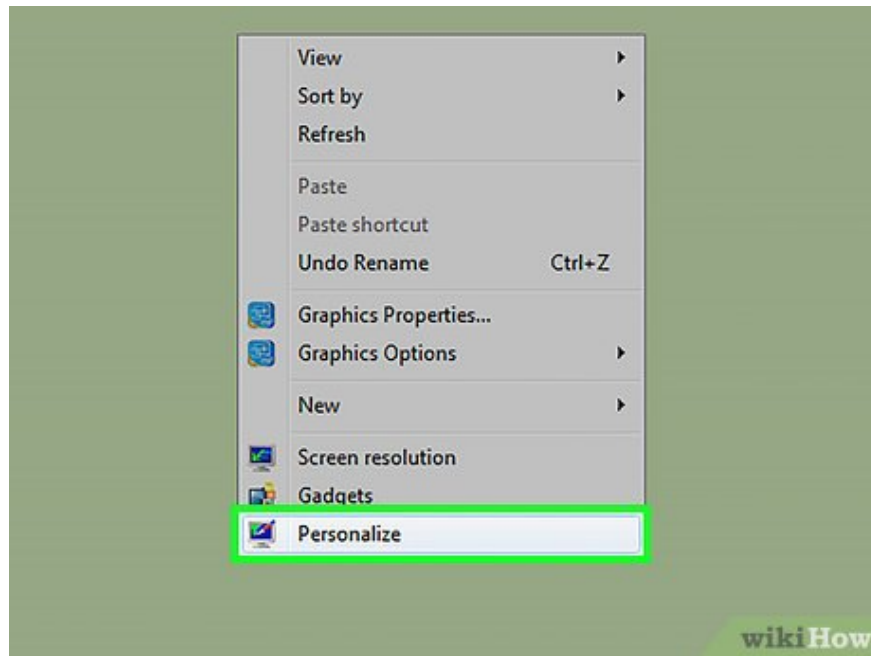 View
Sort by
Refresh
Paste
Paste shortcut
Undo Rename Ctrl+Z
Graphics Properties...
Graphics Options
New
Screen resolution
Gadgets
Personalize
wikiHow